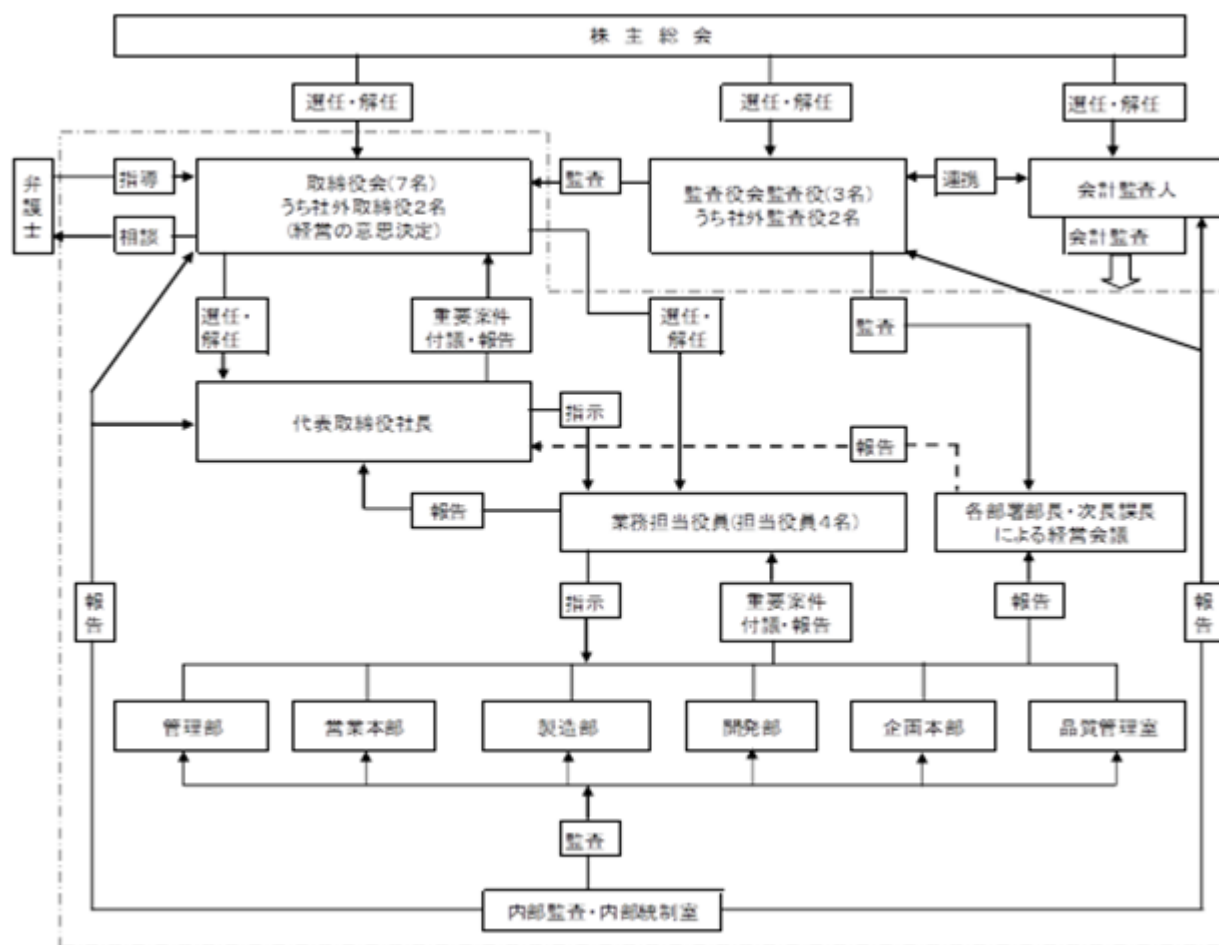 株主総会
選任・解任
選任・解任
選任・解任
弁護士
指導
相談
取締役会(7名)
うち社外取締役2名
(経営の意思決定)
監査
監査役会監査役(3名)
うち社外監査役2名
連携
会計監査人
会計監査
選任・
解任
重要案件
付議・報告
選任・
解任
監査
代表取締役社長
指示
報告
報告
業務担当役員(担当役員4名)
各部署部長・次長課長
による経営会議
報告
指示
重要案件
付議・報告
報告
報告
管理部
営業本部
製造部
開発部
企画本部
品質管理室
監査
内部監査・内部統制室